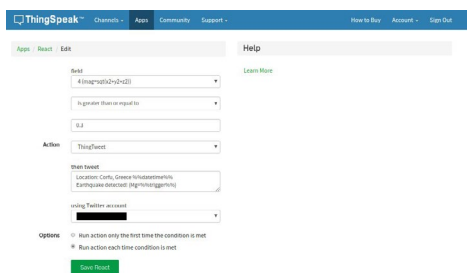 ThingSpeak™ Channels Apps Community Support How to Buy Account Sign Out
Apps / React / Edit
Help
Learn More
field
4 (mag=sqt(x2+y2+z2))
is greater than or equal to
0.3
Action ThingTweet
then tweet
Location: Corfu, Greece %%datetime%%
Earthquake detected! (Mg=%%trigger%%)
using Twitter account
Options Run action only the first time the condition is met
Run action each time condition is met
Save React